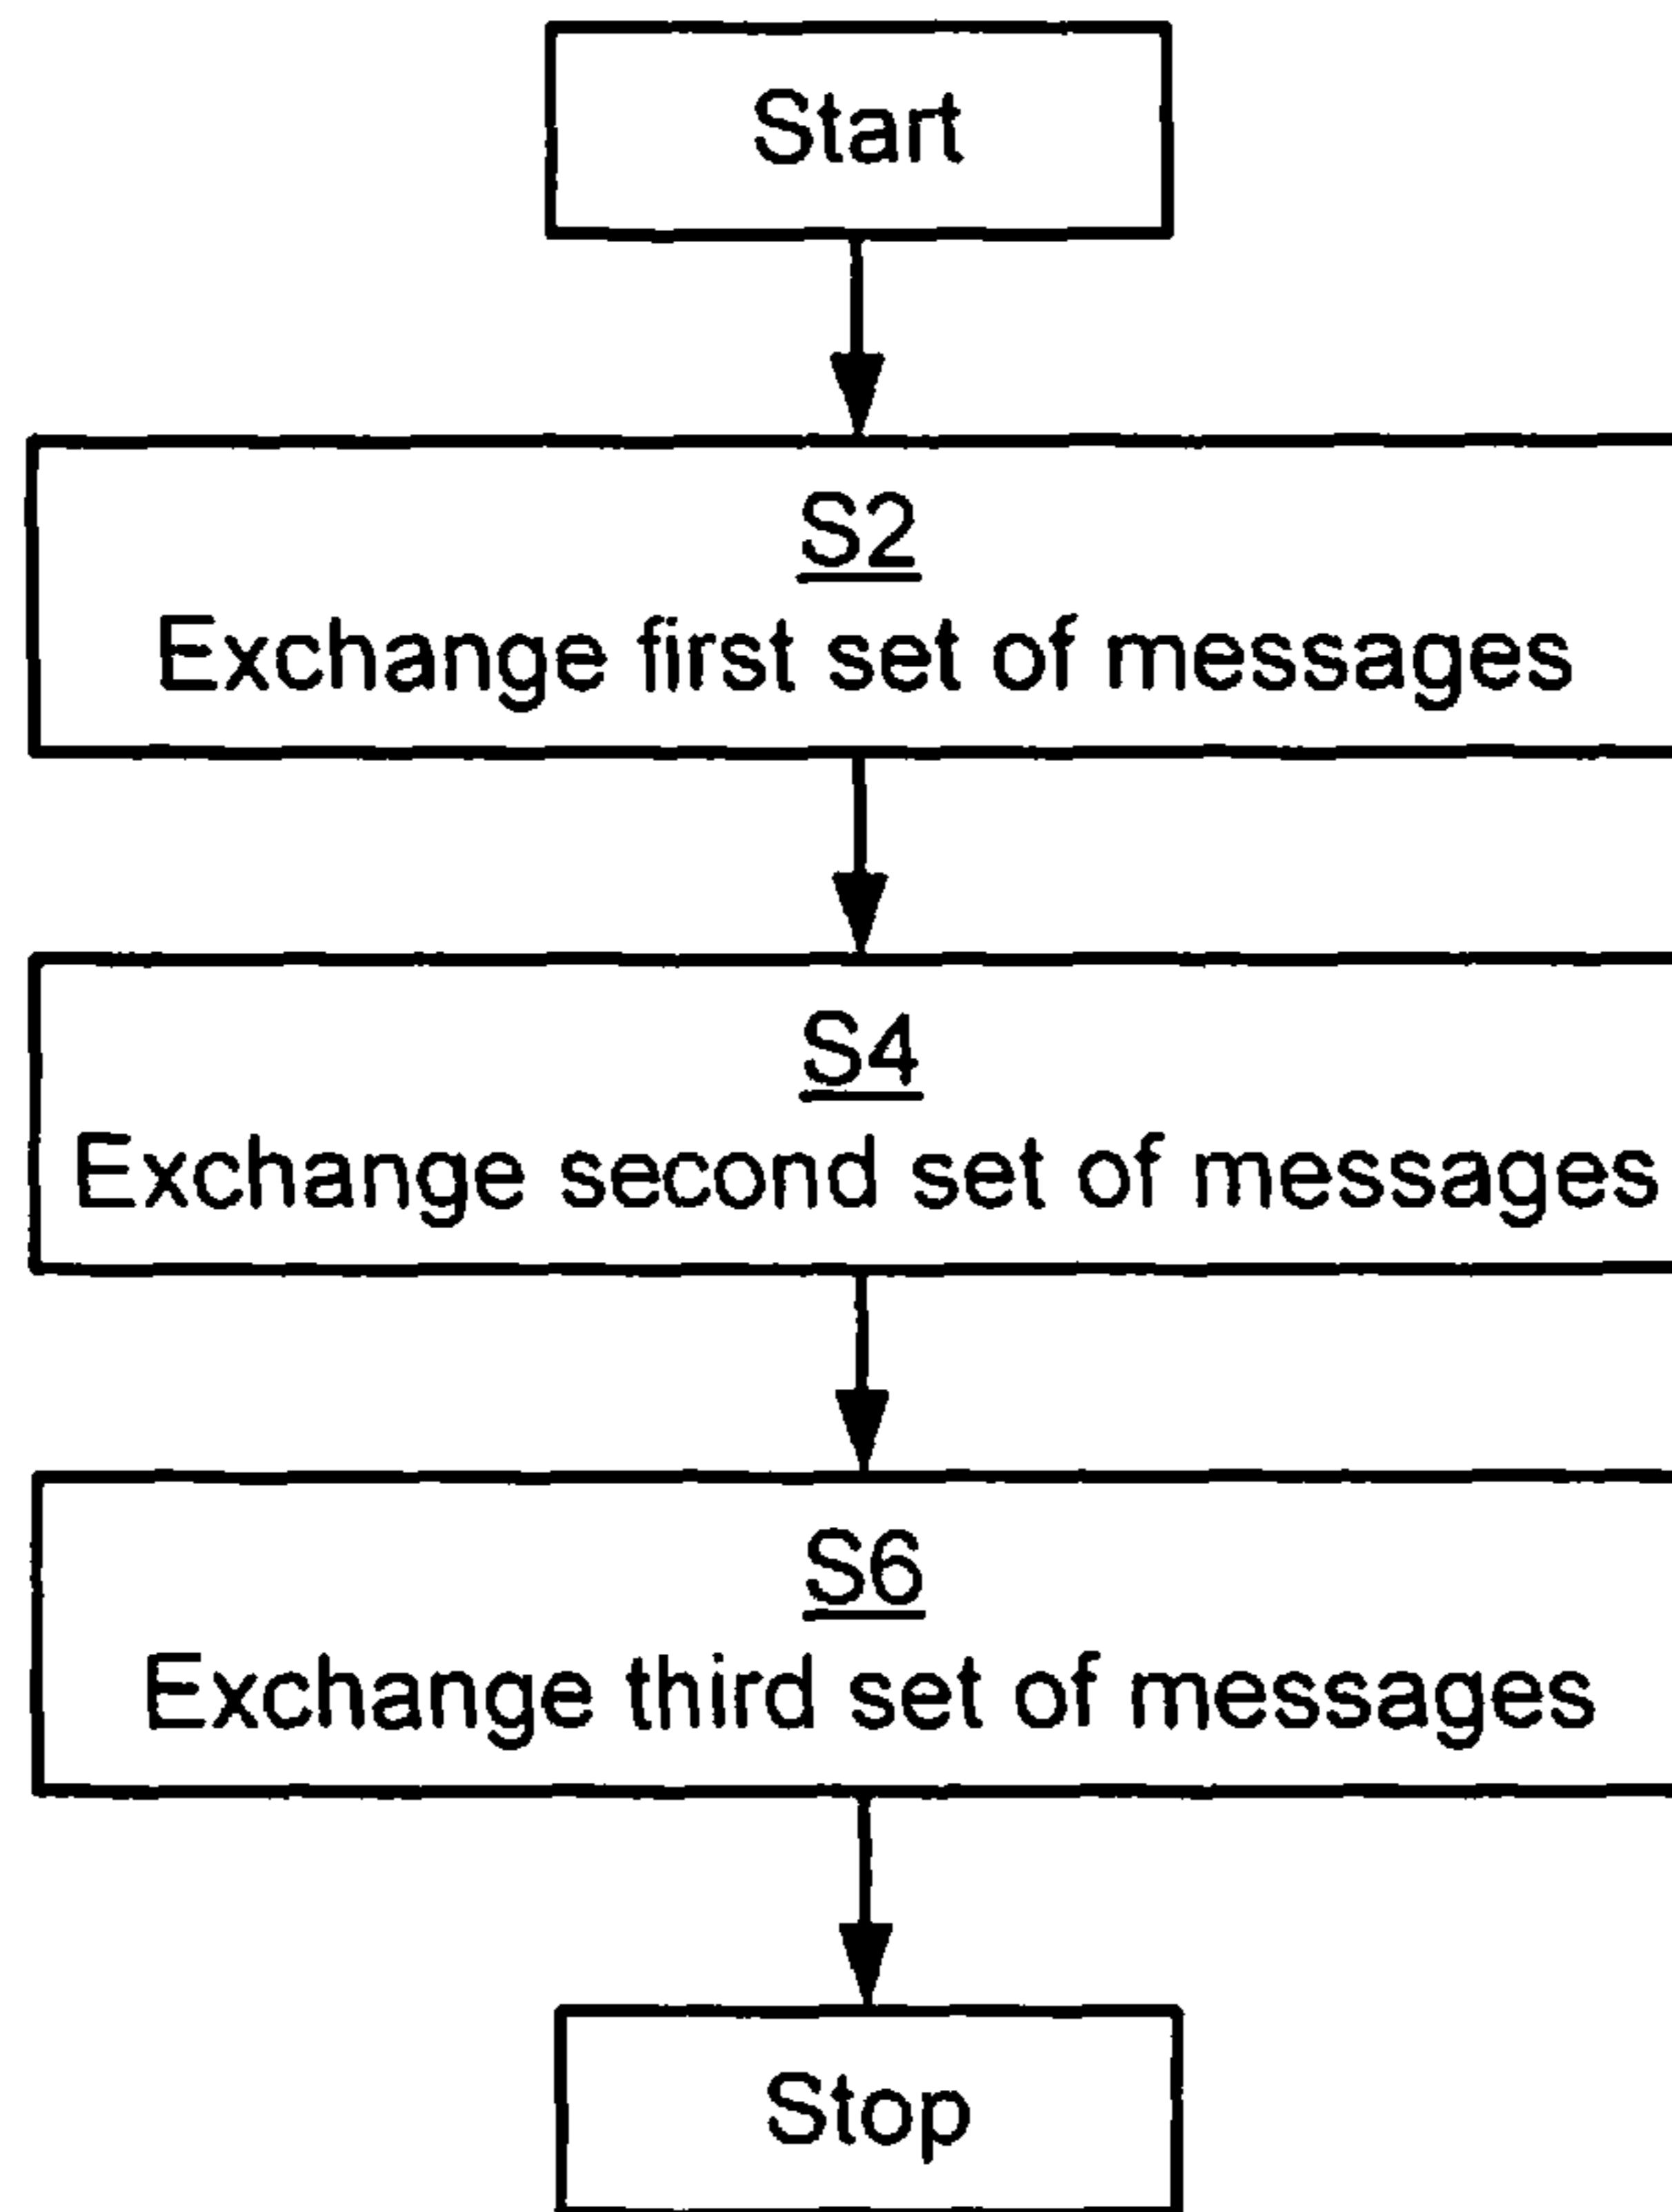 Start
S2
Exchange first set of messages
S4
Exchange second set of messages
S6
Exchange third set of messages
Stop